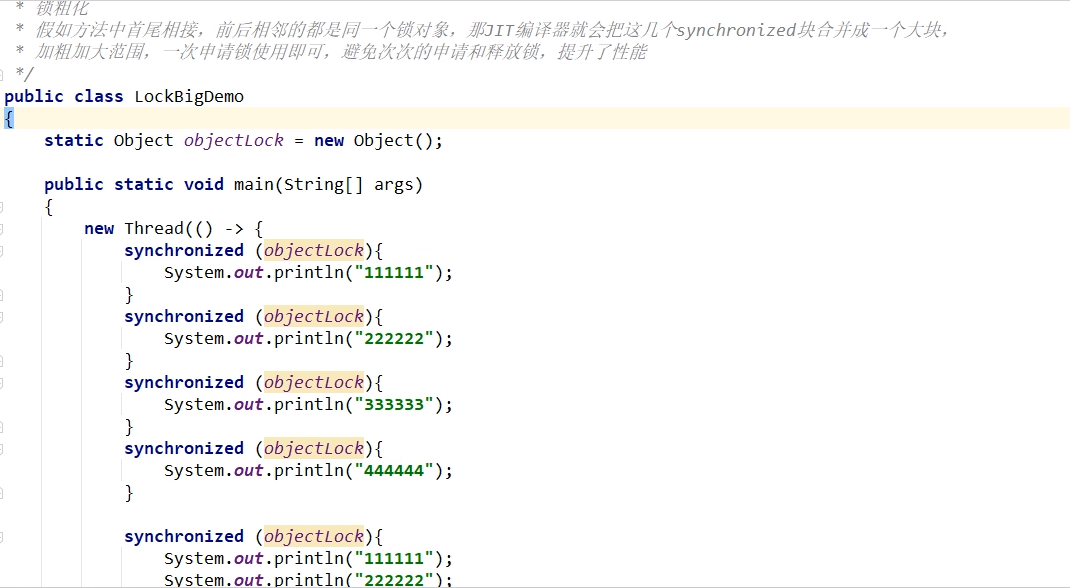 * 锁粗化
* 假如方法中首尾相接，前后相邻的都是同一个锁对象，那JIT编译器就会把这几个synchronized块合并成一个大块，
* 加粗加大范围，一次申请锁使用即可，避免次次的申请和释放锁，提升了性能
*/
public class LockBigDemo
{
    static Object objectLock = new Object();
    public static void main(String[] args)
    {
        new Thread(() -> {
            synchronized (objectLock){
                System.out.println("111111");
            }
            synchronized (objectLock){
                System.out.println("222222");
            }
            synchronized (objectLock){
                System.out.println("333333");
            }
            synchronized (objectLock){
                System.out.println("444444");
            }
            synchronized (objectLock){
                System.out.println("111111");
                System.out.println("222222");